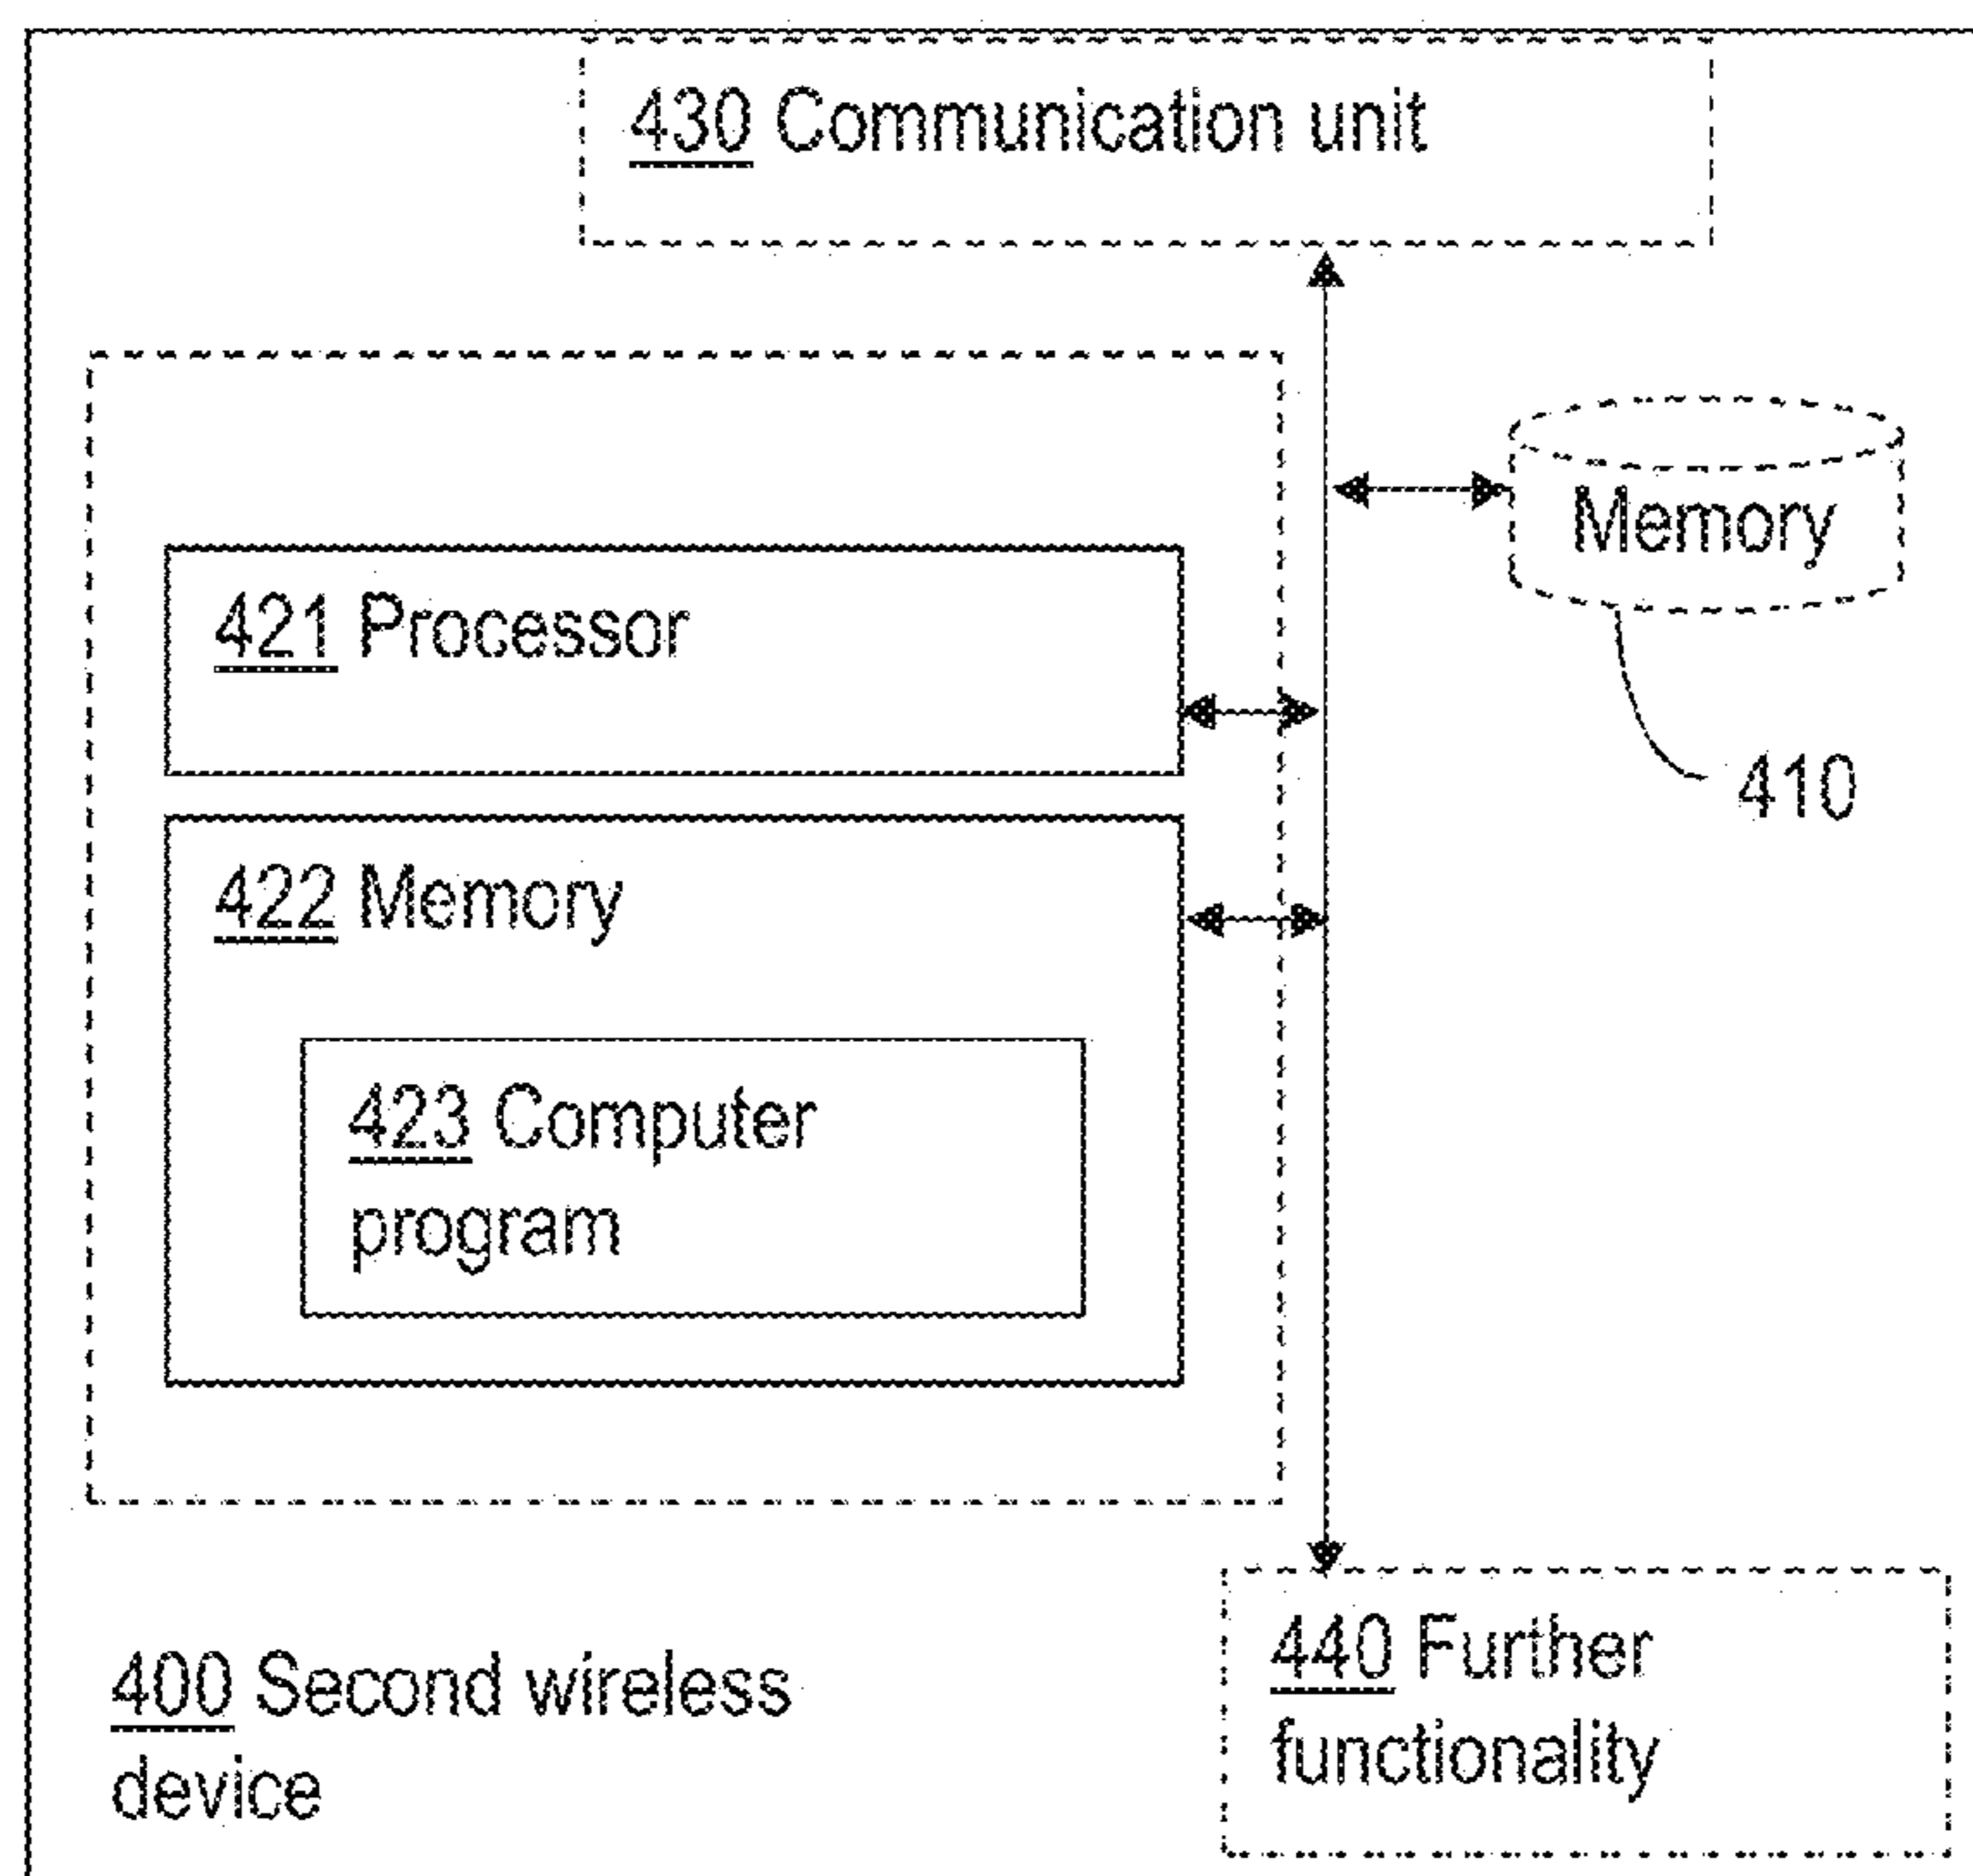 430 Communication unit
Memory
421 Processor
410
422 Memory
423 Computer
program
440 Further
functionality
400 Second wireless
device